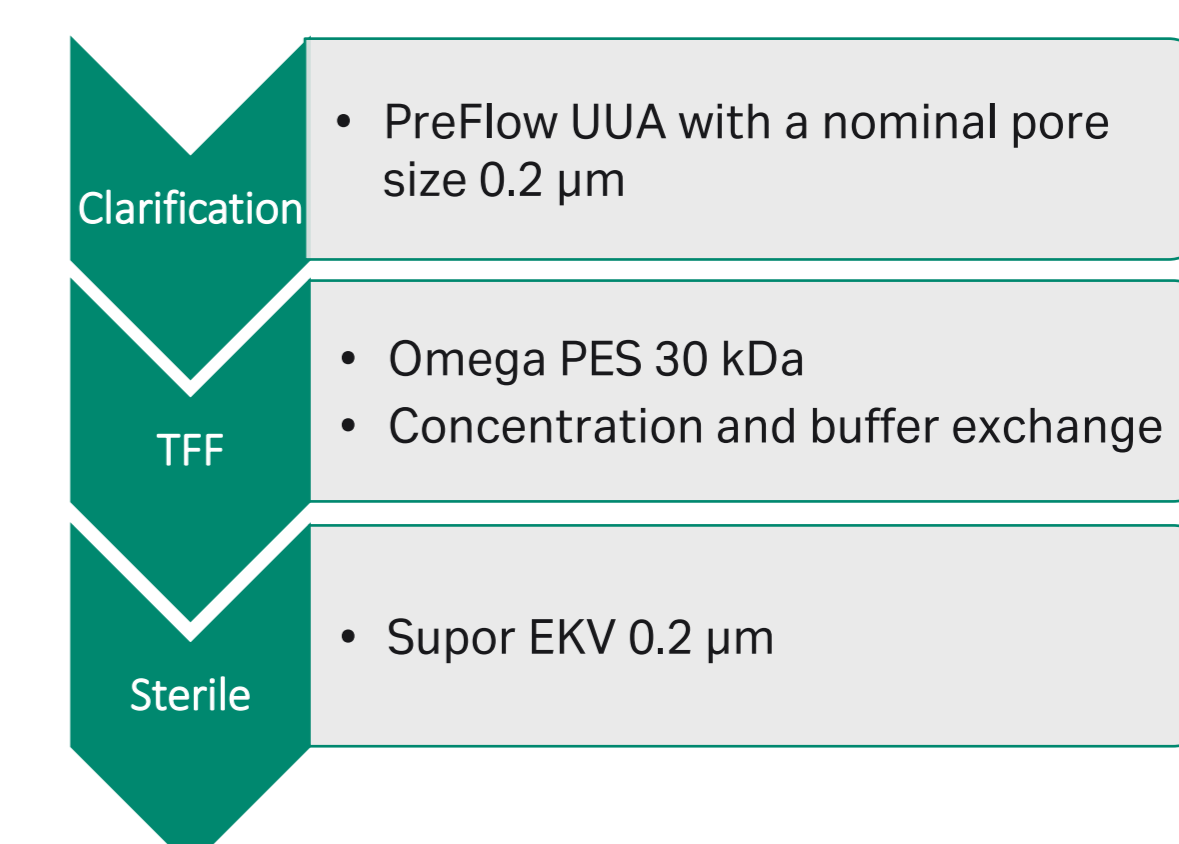 Clarification
• PreFlow UUA with a nominal pore
size 0.2 µm
TFF
• Omega PES 30 kDa
• Concentration and buffer exchange
Sterile
• Supor EKV 0.2 µm